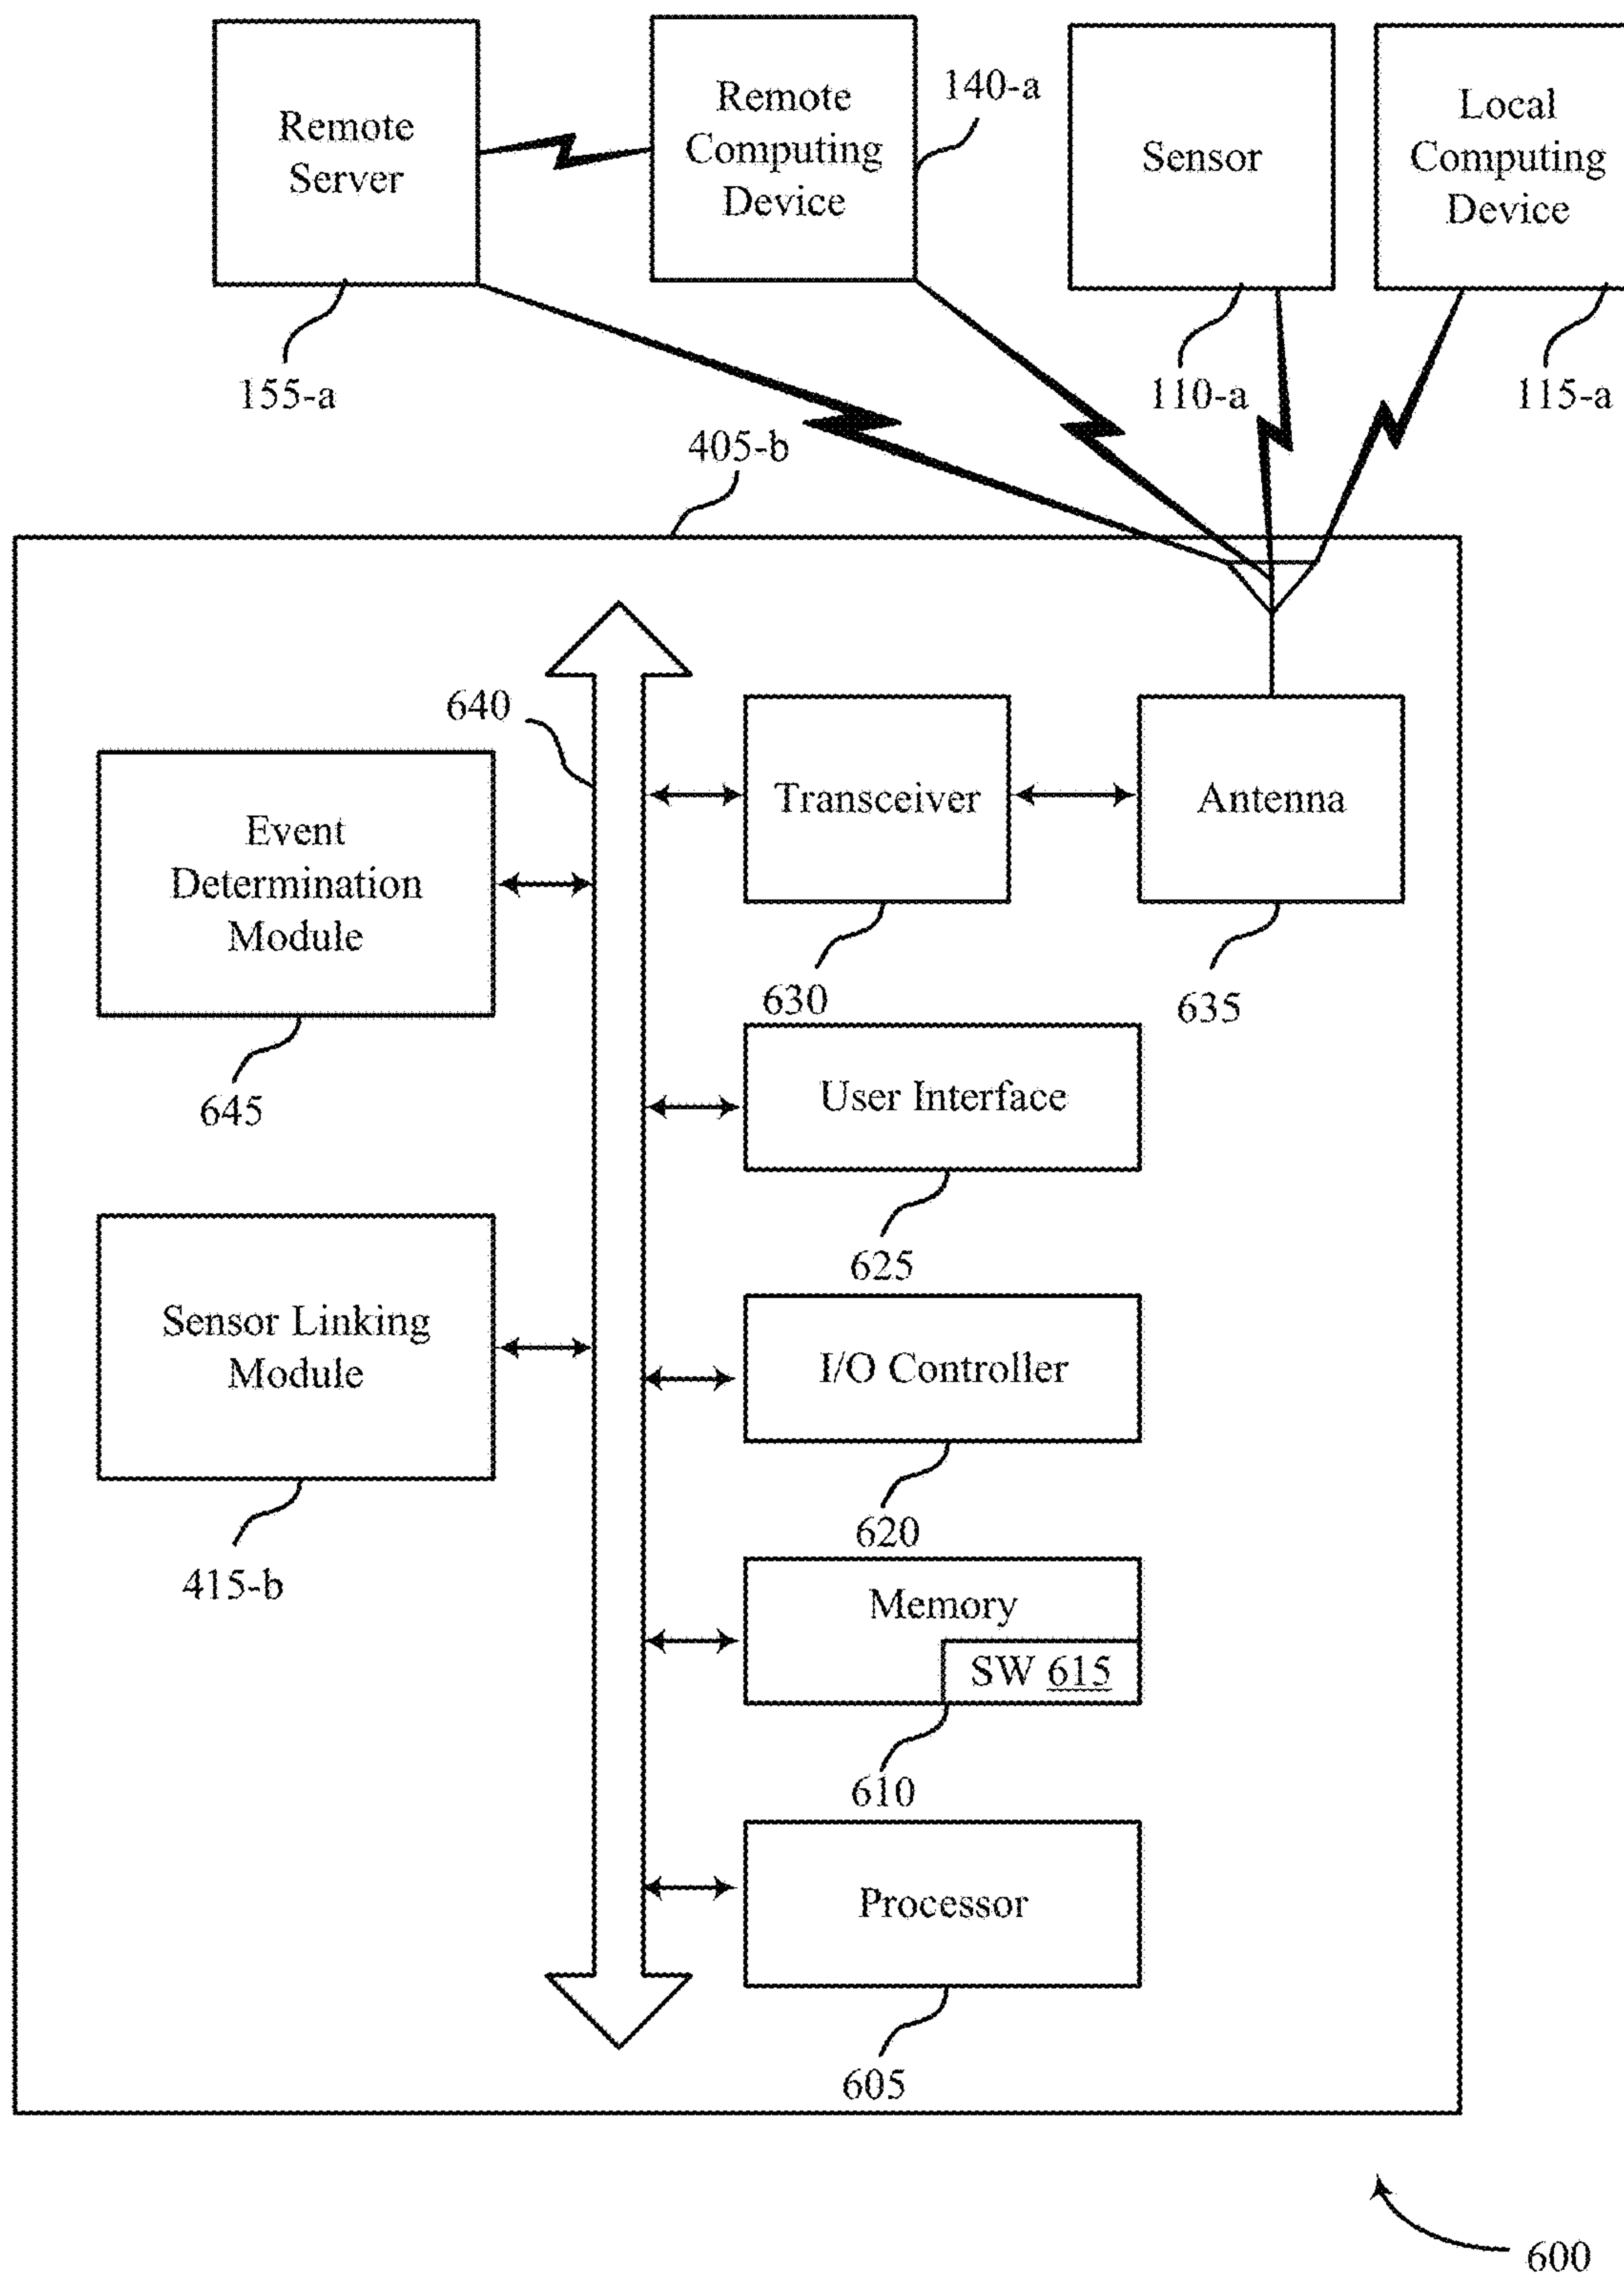 Remote
Server
Remote
Computing
Device
140-a
Sensor
Local
Computing
Device
155-a
110-a
115-a
405-b
640
Event
Determination
Module
Transceiver
Antenna
630
635
645
User Interface
625
Sensor Linking
Module
I/O Controller
620
415-b
Memory
SW 615
610
Processor
605
600